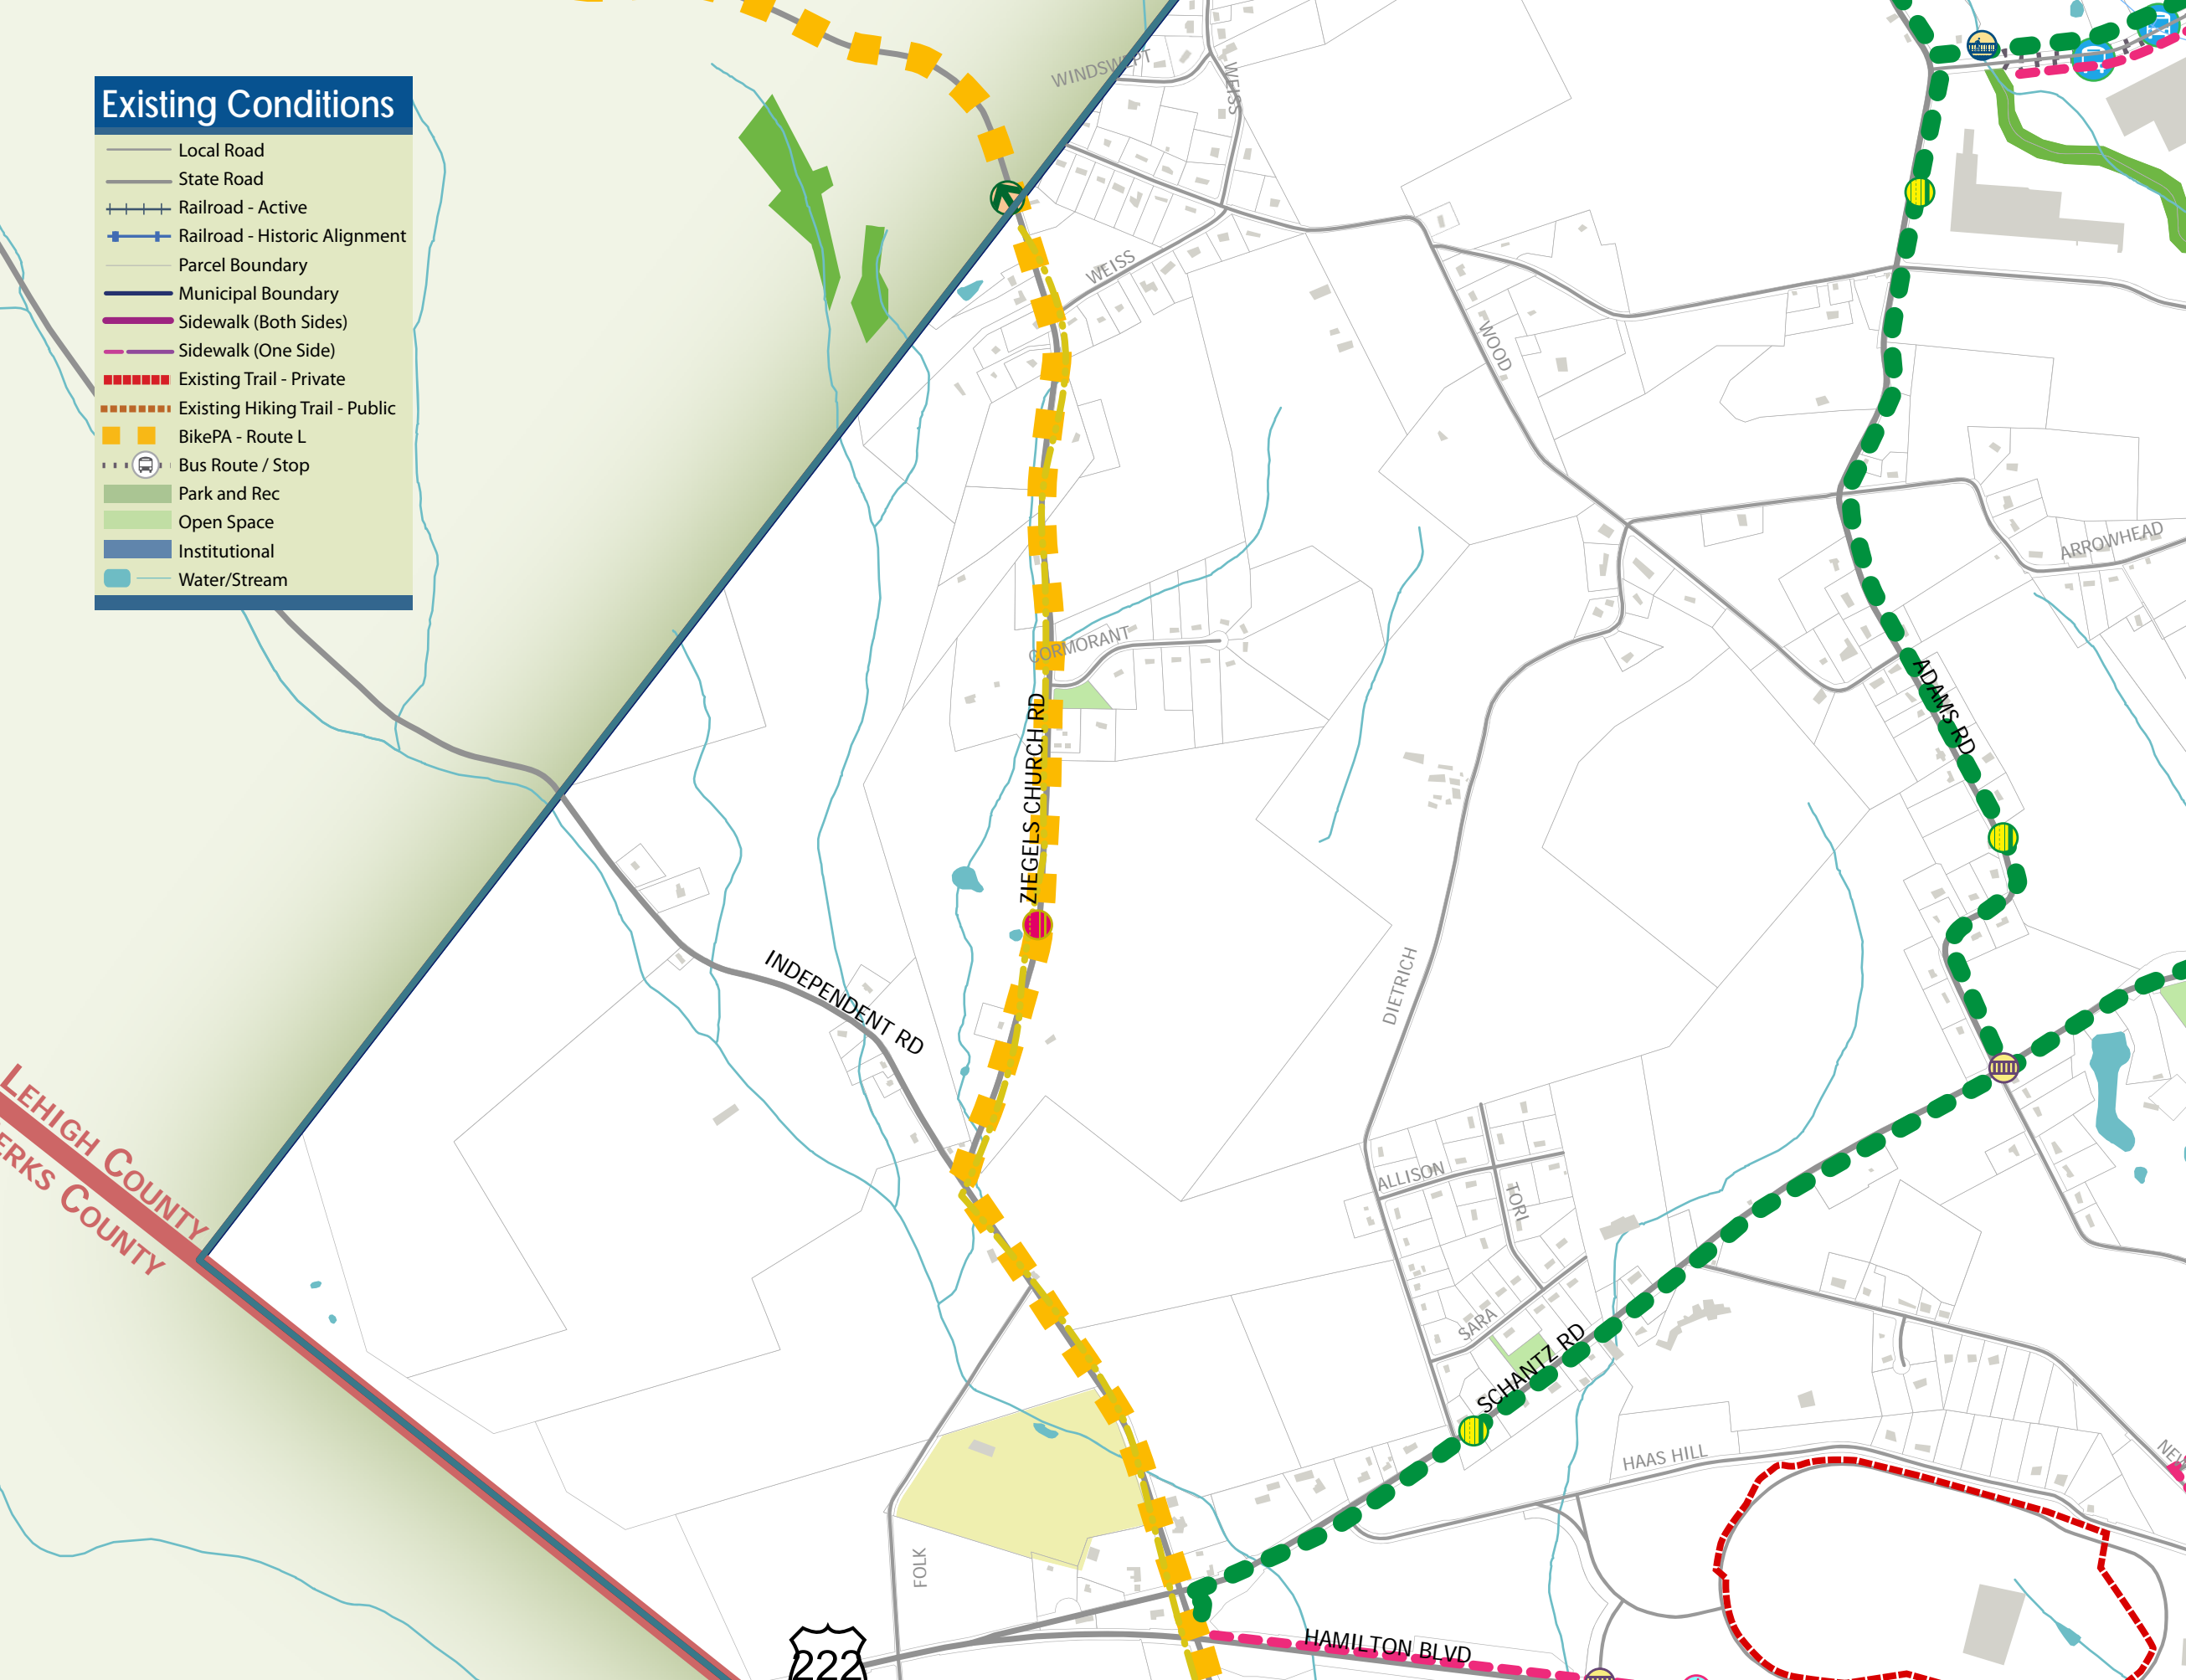 Existing Conditions
Local Road
State Road
Railroad - Active
Railroad - Historic Alignment
Parcel Boundary
Municipal Boundary
Sidewalk (Both Sides)
Sidewalk (One Side)
Existing Trail - Private
Existing Hiking Trail - Public
BikePA - Route L
Bus Route / Stop
Park and Rec
Open Space
Institutional
Water/Stream
WINDSWEPT
WEISS
WEISS
WOOD
ARROWHEAD
CORMORANT
ADAMS RD
ZIEGELS CHURCH RD
INDEPENDENT RD
DIETRICH
LEHIGH COUNTY
ERKS COUNTY
ALLISON
TORI
SARA
SCHANTZ RD
HAAS HILL
NEW
FOLK
HAMILTON BLVD
222